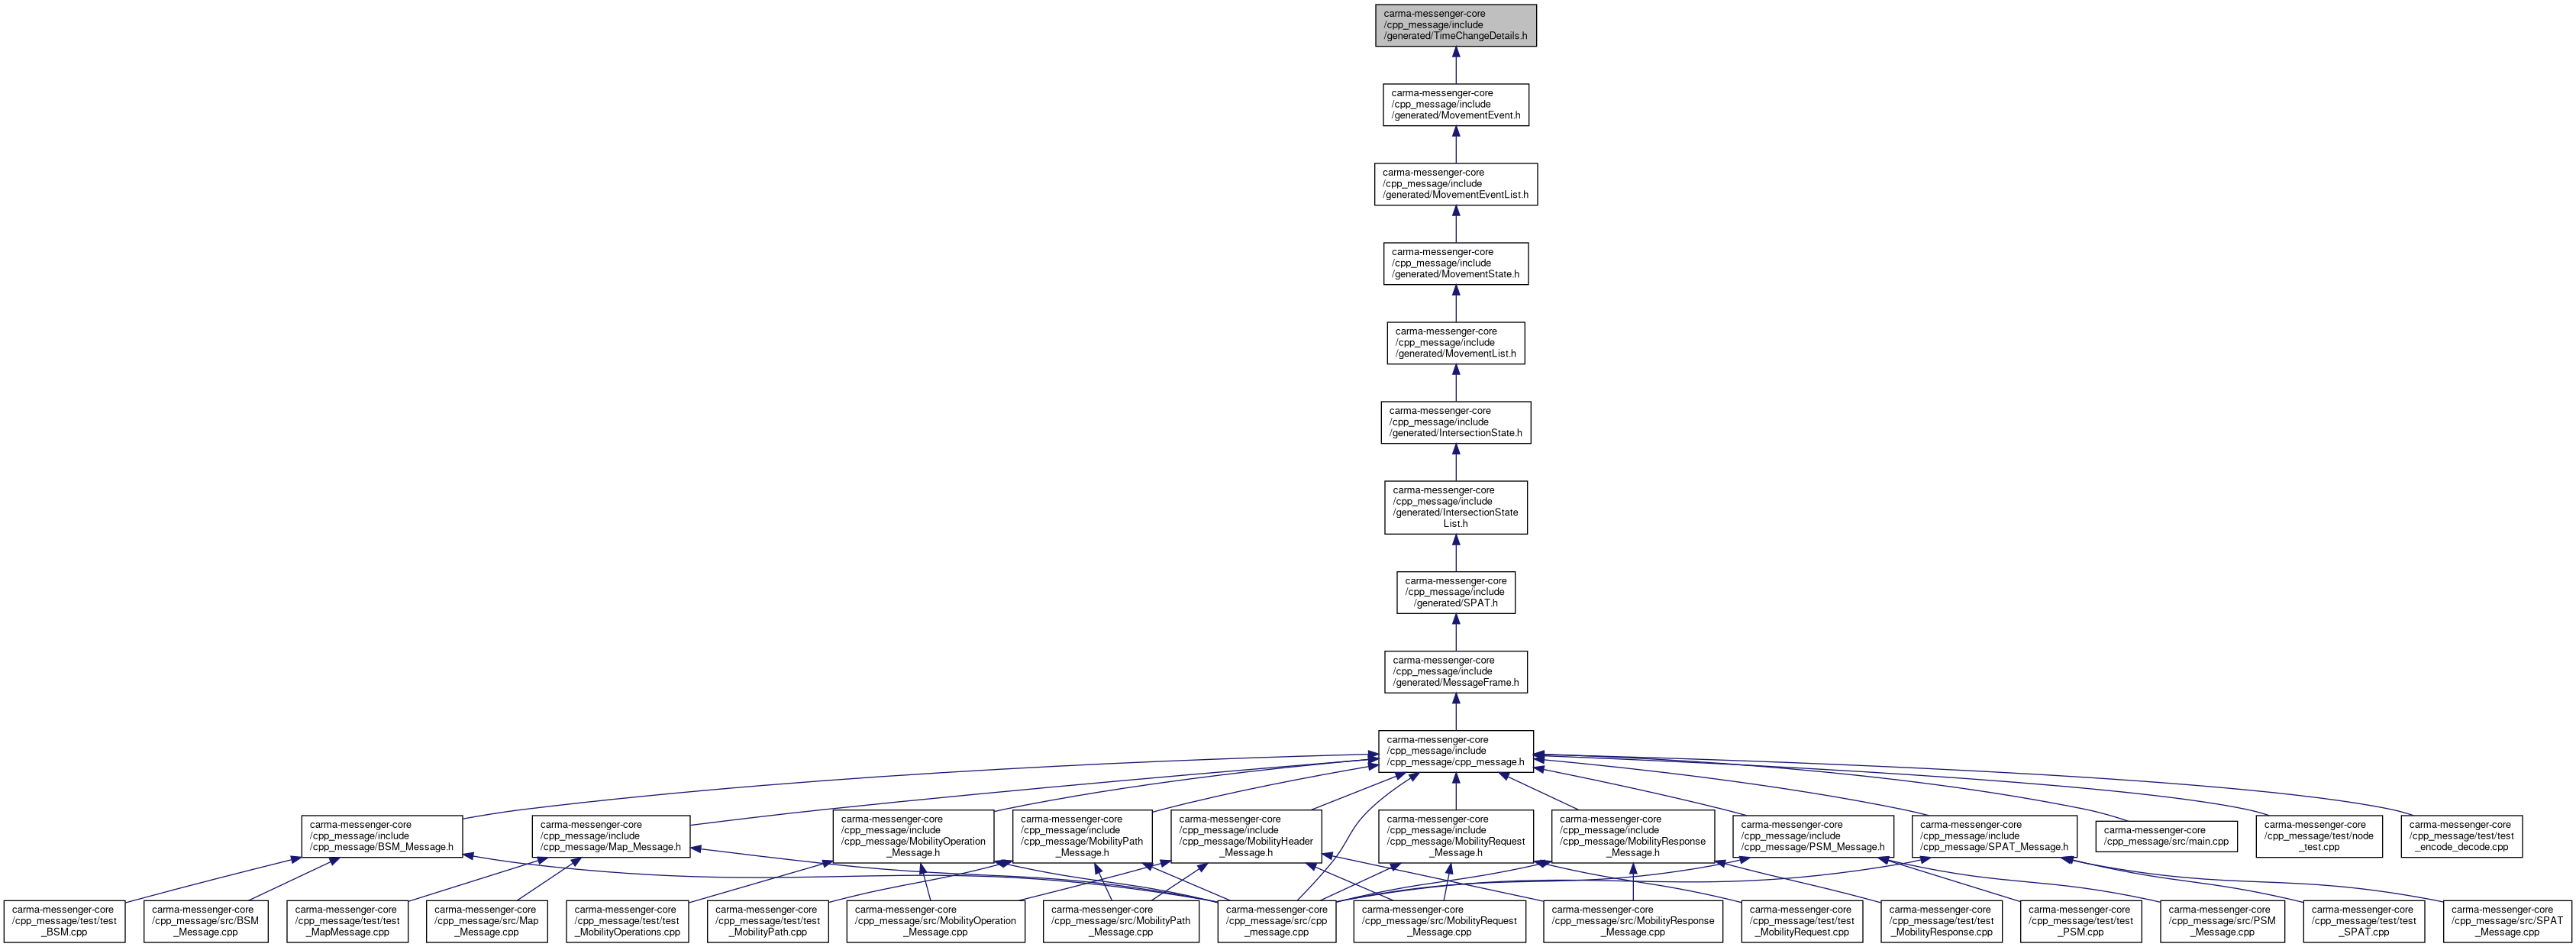 carma-messenger-core
/cpp_message/include
/generated/TimeChangeDetails.h
carma-messenger-core
/cpp_message/include
/generated/MovementEvent.h
carma-messenger-core
/cpp_message/include
/generated/MovementEventList.h
carma-messenger-core
/cpp_message/include
/generated/MovementState.h
carma-messenger-core
/cpp_message/include
/generated/MovementList.h
carma-messenger-core
/cpp_message/include
/generated/IntersectionState.h
carma-messenger-core
/cpp_message/include
/generated/IntersectionState
List.h
carma-messenger-core
/cpp_message/include
/generated/SPAT.h
carma-messenger-core
/cpp_message/include
/generated/MessageFrame.h
carma-messenger-core
/cpp_message/include
/cpp_message/cpp_message.h
carma-messenger-core
/cpp_message/include
/cpp_message/BSM_Message.h
carma-messenger-core
/cpp_message/include
/cpp_message/Map_Message.h
carma-messenger-core
/cpp_message/include
/cpp_message/MobilityOperation
_Message.h
carma-messenger-core
/cpp_message/include
/cpp_message/MobilityPath
_Message.h
carma-messenger-core
/cpp_message/include
/cpp_message/MobilityHeader
_Message.h
carma-messenger-core
/cpp_message/include
/cpp_message/MobilityRequest
_Message.h
carma-messenger-core
/cpp_message/include
/cpp_message/MobilityResponse
_Message.h
carma-messenger-core
/cpp_message/include
/cpp_message/PSM_Message.h
carma-messenger-core
/cpp_message/include
/cpp_message/SPAT_Message.h
carma-messenger-core
/cpp_message/src/main.cpp
carma-messenger-core
/cpp_message/test/node
_test.cpp
carma-messenger-core
/cpp_message/test/test
_encode_decode.cpp
carma-messenger-core
/cpp_message/test/test
_BSM.cpp
carma-messenger-core
/cpp_message/src/BSM
_Message.cpp
carma-messenger-core
/cpp_message/test/test
_MapMessage.cpp
carma-messenger-core
/cpp_message/src/Map
_Message.cpp
carma-messenger-core
/cpp_message/test/test
_MobilityOperations.cpp
carma-messenger-core
/cpp_message/test/test
_MobilityPath.cpp
carma-messenger-core
/cpp_message/src/MobilityOperation
_Message.cpp
carma-messenger-core
/cpp_message/src/MobilityPath
_Message.cpp
carma-messenger-core
/cpp_message/src/cpp
_message.cpp
carma-messenger-core
/cpp_message/src/MobilityRequest
_Message.cpp
carma-messenger-core
/cpp_message/src/MobilityResponse
_Message.cpp
carma-messenger-core
/cpp_message/test/test
_MobilityRequest.cpp
carma-messenger-core
/cpp_message/test/test
_MobilityResponse.cpp
carma-messenger-core
/cpp_message/test/test
_PSM.cpp
carma-messenger-core
/cpp_message/src/PSM
_Message.cpp
carma-messenger-core
/cpp_message/test/test
_SPAT.cpp
carma-messenger-core
/cpp_message/src/SPAT
_Message.cpp